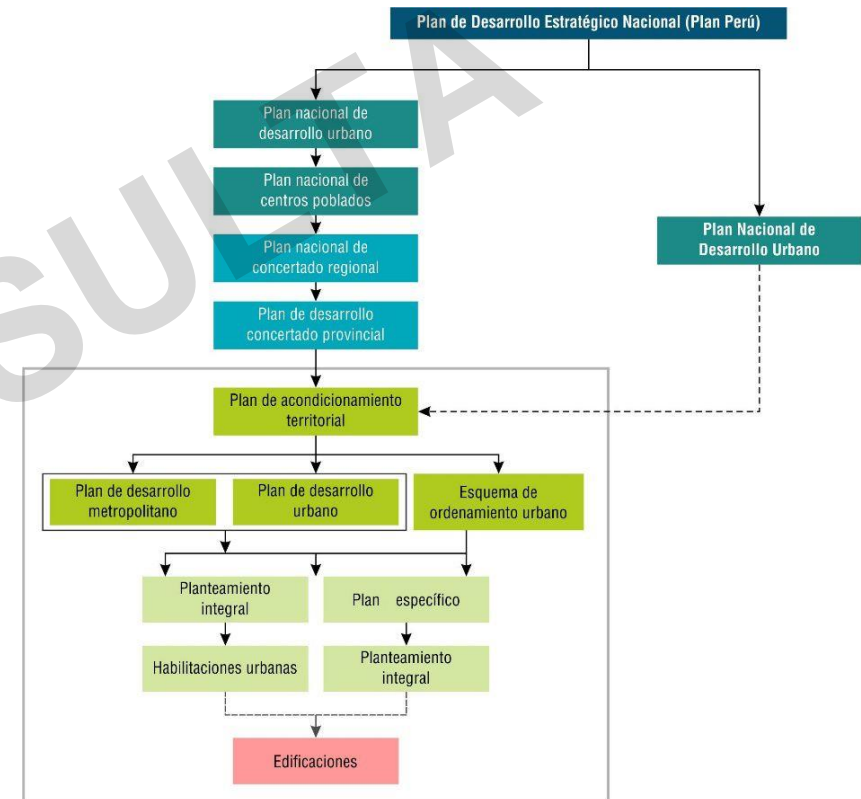 Plan de Desarrollo Estratégico Nacional (Plan Perú)
Plan nacional de
desarrollo urbano
Plan nacional de
centros poblados
Plan Nacional de
Desarrollo Urbano
Plan nacional de
concertado regional
Plan de desarrollo
concertado provincial
Plan de acondicionamiento
territorial
Plan de desarrollo
metropolitano
Plan de desarrollo
urbano
Esquema de
ordenamiento urbano
Planteamiento
integral
Plan específico
Habilitaciones urbanas
Planteamiento
integral
Edificaciones
SULTA